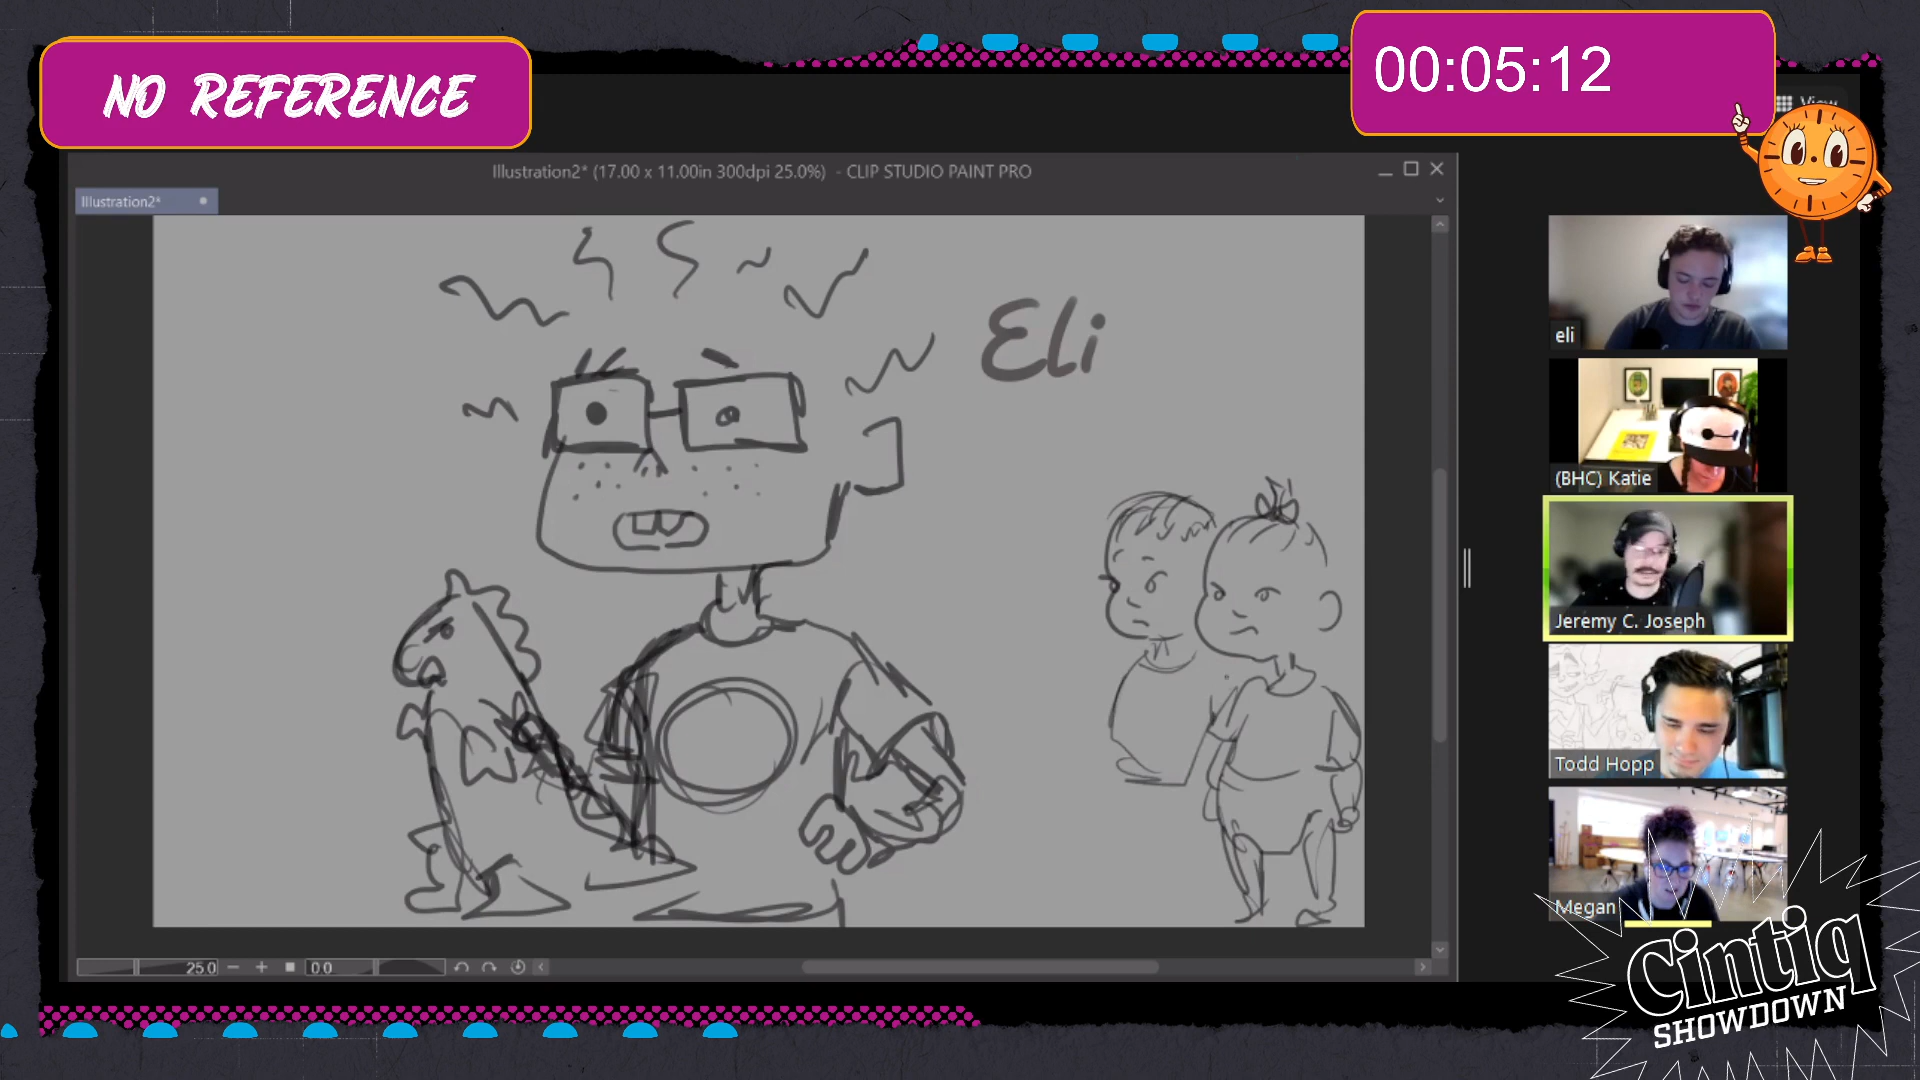 NO REFERENCE
00:05:12
View
Illustration2* (17.00 x 11.00in 300dpi 25.0%) - CLIP STUDIO PAINT PRO
Illustration2*
Eli
eli
(BHC) Katie
Jeremy C. Joseph
Todd Hopp
Megan
25.0
0.0
Cintiq
SHOWDOWN